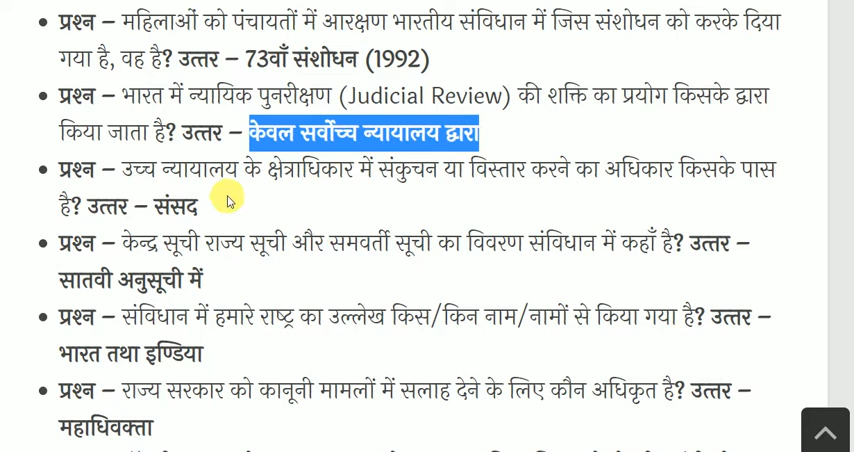 प्रश्न – महिलाओं को पंचायतों में आरक्षण भारतीय संविधान में जिस संशोधन को करके दिया
गया है, वह है? उत्तर – 73वाँ संशोधन (1992)
प्रश्न – भारत में न्यायिक पुनरीक्षण (Judicial Review) की शक्ति का प्रयोग किसके द्वारा
किया जाता है? उत्तर – केवल सर्वोच्च न्यायालय द्वारा
प्रश्न – उच्च न्यायालय के क्षेत्राधिकार में संकुचन या विस्तार करने का अधिकार किसके पास
है? उत्तर – संसद
प्रश्न – केन्द्र सूची राज्य सूची और समवर्ती सूची का विवरण संविधान में कहाँ है? उत्तर –
सातवी अनुसूची में
प्रश्न – संविधान में हमारे राष्ट्र का उल्लेख किस/किन नाम/नामों से किया गया है? उत्तर –
भारत तथा इण्डिया
प्रश्न – राज्य सरकार को कानूनी मामलों में सलाह देने के लिए कौन अधिकृत है? उत्तर –
महाधिवक्ता